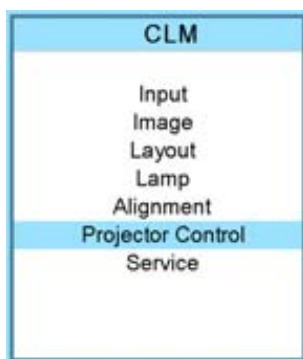 CLM
Input
Image
Layout
Lamp
Alignment
Projector Control
Service